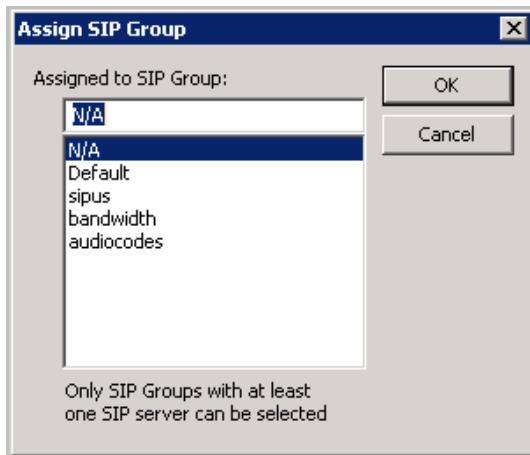 Assign SIP Group
Assigned to SIP Group:
OK
N/A
Cancel
N/A
Default
sipus
bandwidth
audiocodes
Only SIP Groups with at least
one SIP server can be selected